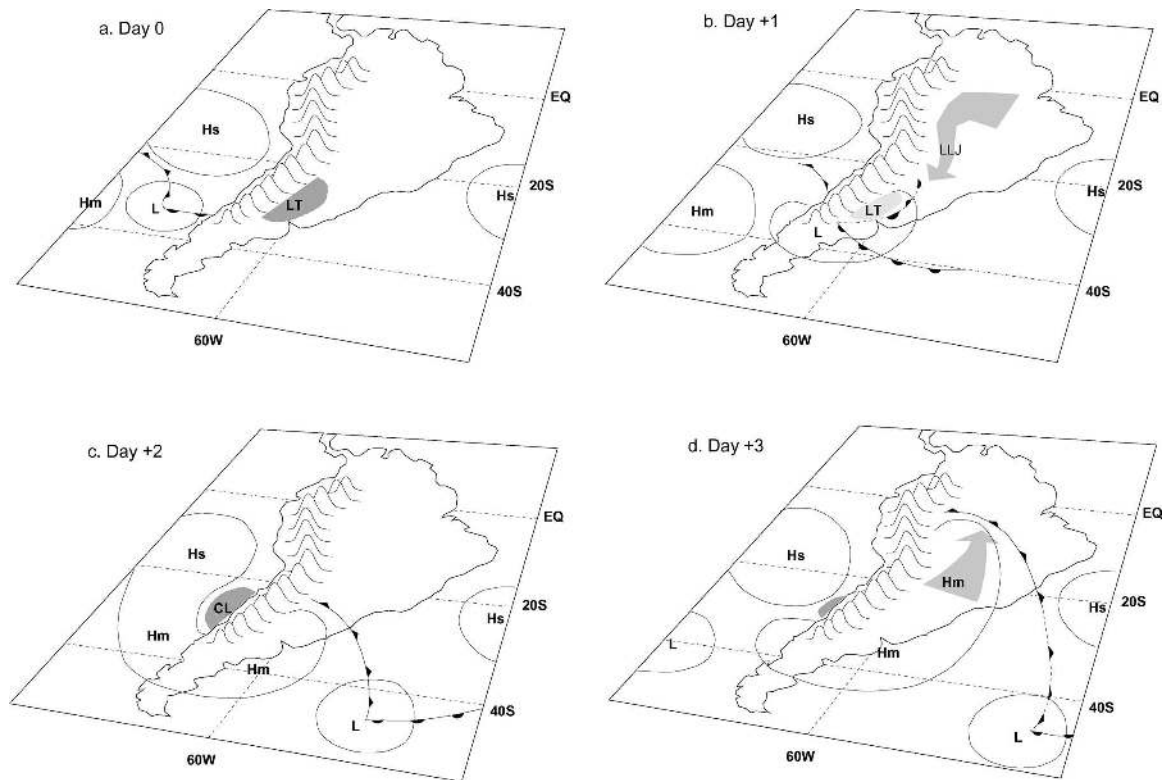 a. Day 0
Hs
EQ
Hm
L
LT
Hs
20S
40S
60W
b. Day +1
Hs
EQ
LLJ
Hm
L
LT
Hs
20S
40S
60W
c. Day +2
Hs
EQ
CL
Hs
20S
Hm
Hm
L
40S
60W
d. Day +3
Hs
EQ
Hm
Hs
20S
L
Hm
L
40S
60W